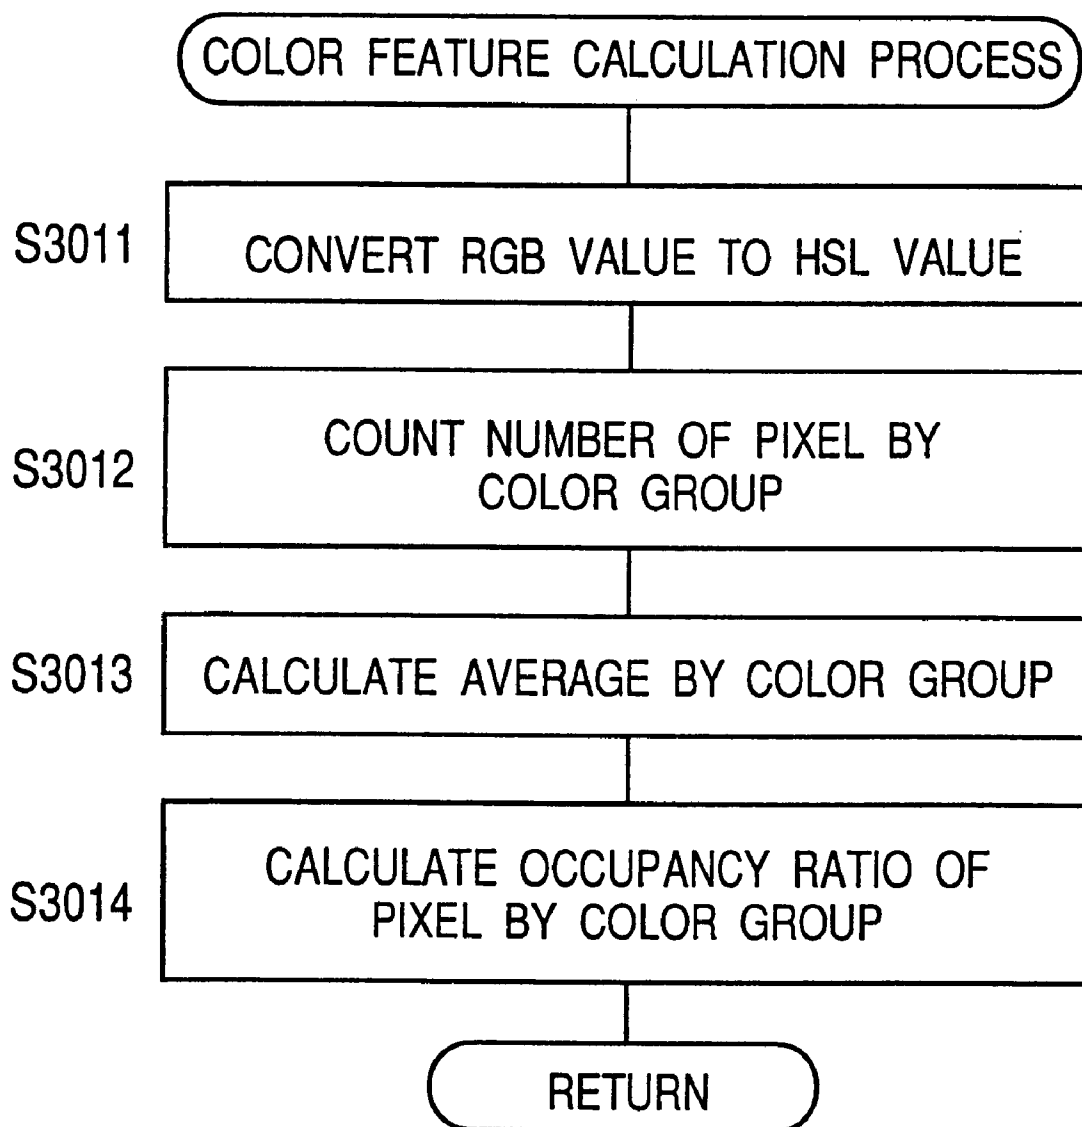 COLOR FEATURE CALCULATION PROCESS
S3011
CONVERT RGB VALUE TO HSL VALUE
S3012
COUNT NUMBER OF PIXEL BY
COLOR GROUP
S3013
CALCULATE AVERAGE BY COLOR GROUP
S3014
CALCULATE OCCUPANCY RATIO OF
PIXEL BY COLOR GROUP
RETURN